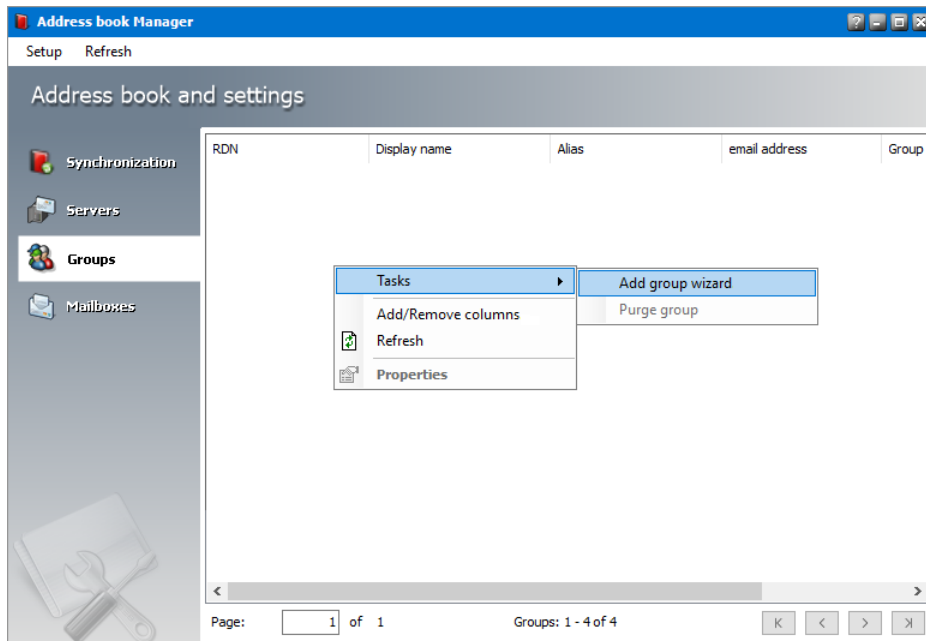 Address book Manager
Setup Refresh
Address book and settings
Synchronization
Servers
Groups
Mailboxes
RDN Display name Alias email address Group
Tasks
Add/Remove columns
Refresh
Properties
Add group wizard
Purge group
Page: 1 of 1 Groups: 1 - 4 of 4